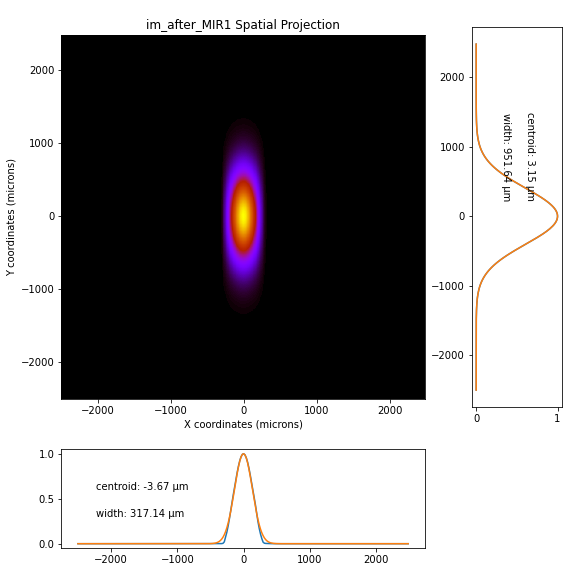 im_after_MIR1 Spatial Projection
2000
1000
0
−1000
−2000
Y coordinates (microns)
−2000 −1000 0 1000 2000
X coordinates (microns)
2000
1000
0
−1000
−2000
0 1
centroid: 3.15 μm
width: 951.64 μm
1.0
0.5
0.0
centroid: -3.67 μm
width: 317.14 μm
−2000 −1000 0 1000 2000